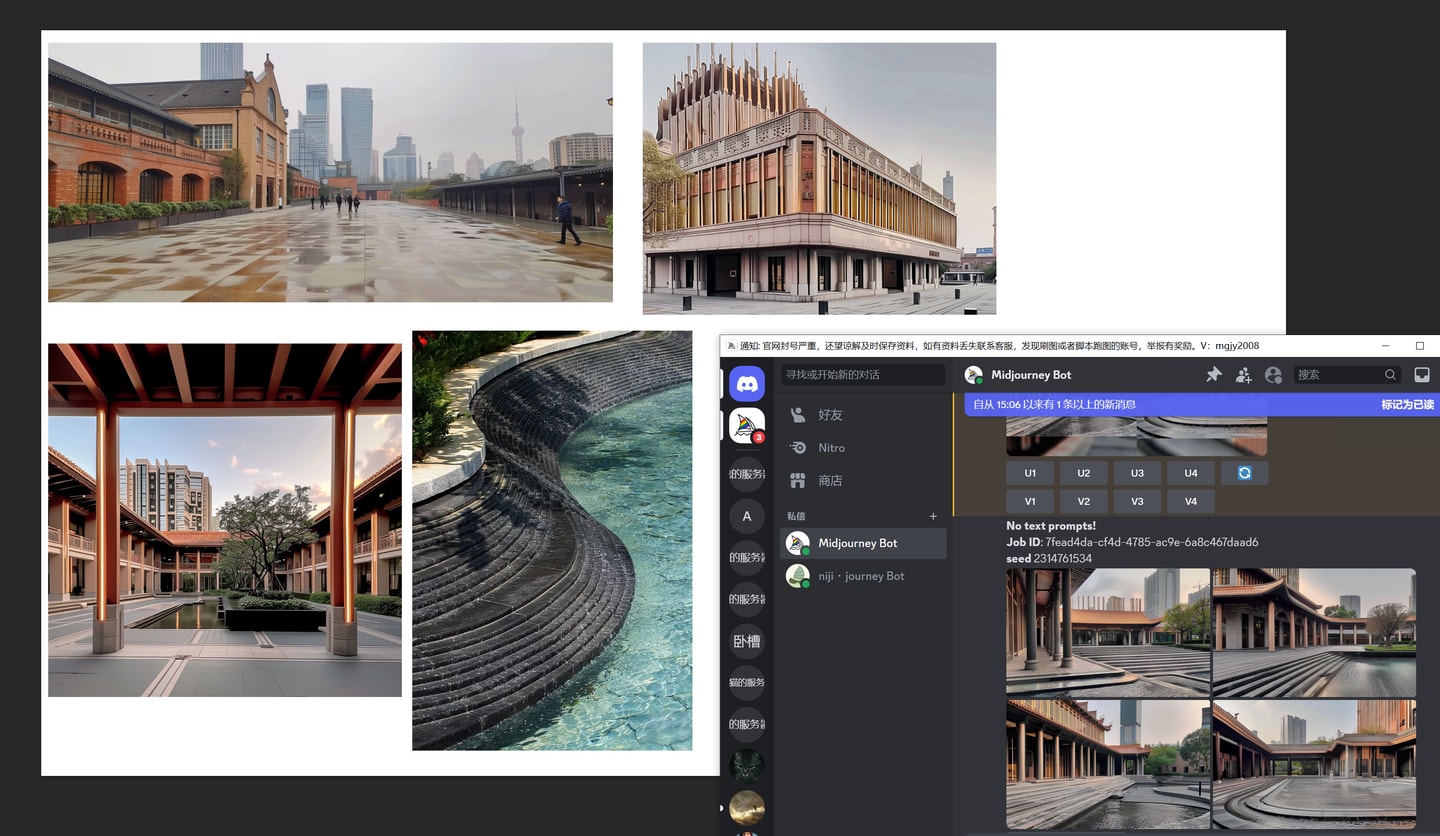 通知: 官网封号严重，还望谅解及时保存资料，如有资料丢失联系客服，发现刷图或者脚本跑图的账号，举报有奖励。V：mgjy2008
寻找或开始新的对话
Midjourney Bot
搜索
自从 15:06 以来有 1 条以上的新消息
标记为已读
3
好友
Nitro
商店
私信
Midjourney Bot
niji・journey Bot
的服务器
A
的服务器
的服务器
卧槽
猫的服务
的服务器
U1
U2
U3
U4
V1
V2
V3
V4
No text prompts!
Job ID: 7fead4da-cf4d-4785-ac9e-6a8c467daad6
seed 2314761534